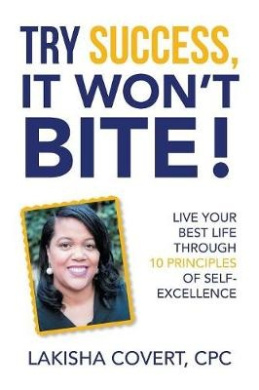 TRY SUCCESS,
IT WON'T
BITE!
LIVE YOUR
BEST LIFE
THROUGH
10 PRINCIPLES
OF SELF-
EXCELLENCE
LAKISHA COVERT, CPC